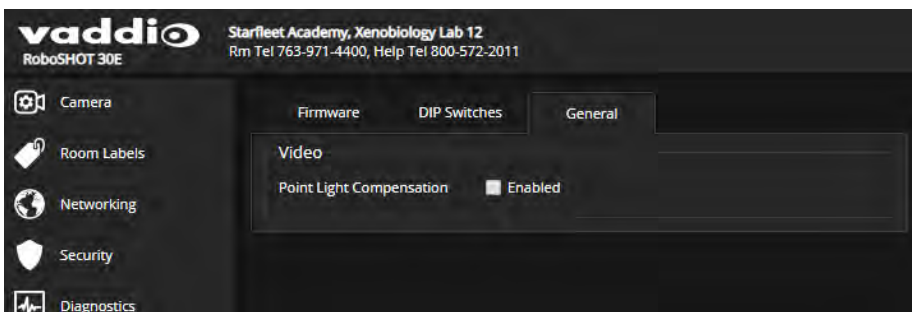 vaddio
RoboSHOT 30E
Starfleet Academy, Xenobiology Lab 12
Rm Tel 763-971-4400, Help Tel 800-572-2011
Camera
Room Labels
Networking
Security
Diagnostics
Firmware DIP Switches General
Video
Point Light Compensation Enabled